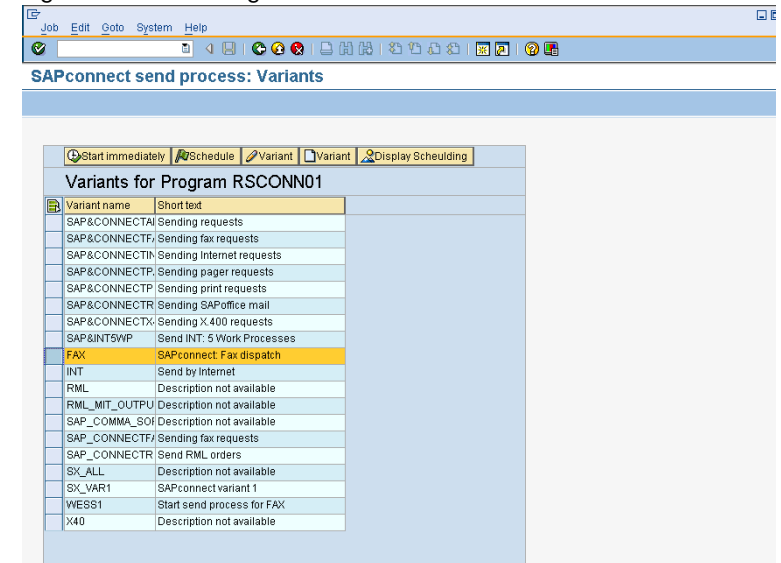 Job Edit Goto System Help
SAPconnect send process: Variants
Start immediately Schedule Variant Variant Display Scheulding
Variants for Program RSCONN01
Variant name Short text
SAP&CONNECTAL Sending requests
SAP&CONNECTF Sending fax requests
SAP&CONNECTIN Sending Internet requests
SAP&CONNECTP Sending pager requests
SAP&CONNECTP Sending print requests
SAP&CONNECTR Sending SAPoffice mail
SAP&CONNECTX Sending X.400 requests
SAP&INT5WP Send INT: 5 Work Processes
FAX SAPconnect: Fax dispatch
INT Send by Internet
RML Description not available
RML_MIT_OUTPU Description not available
SAP_COMMA_SOF Description not available
SAP_CONNECTF Sending fax requests
SAP_CONNECTR Send RML orders
SX_ALL Description not available
SX_VAR1 SAPconnect variant 1
WESS1 Start send process for FAX
X40 Description not available